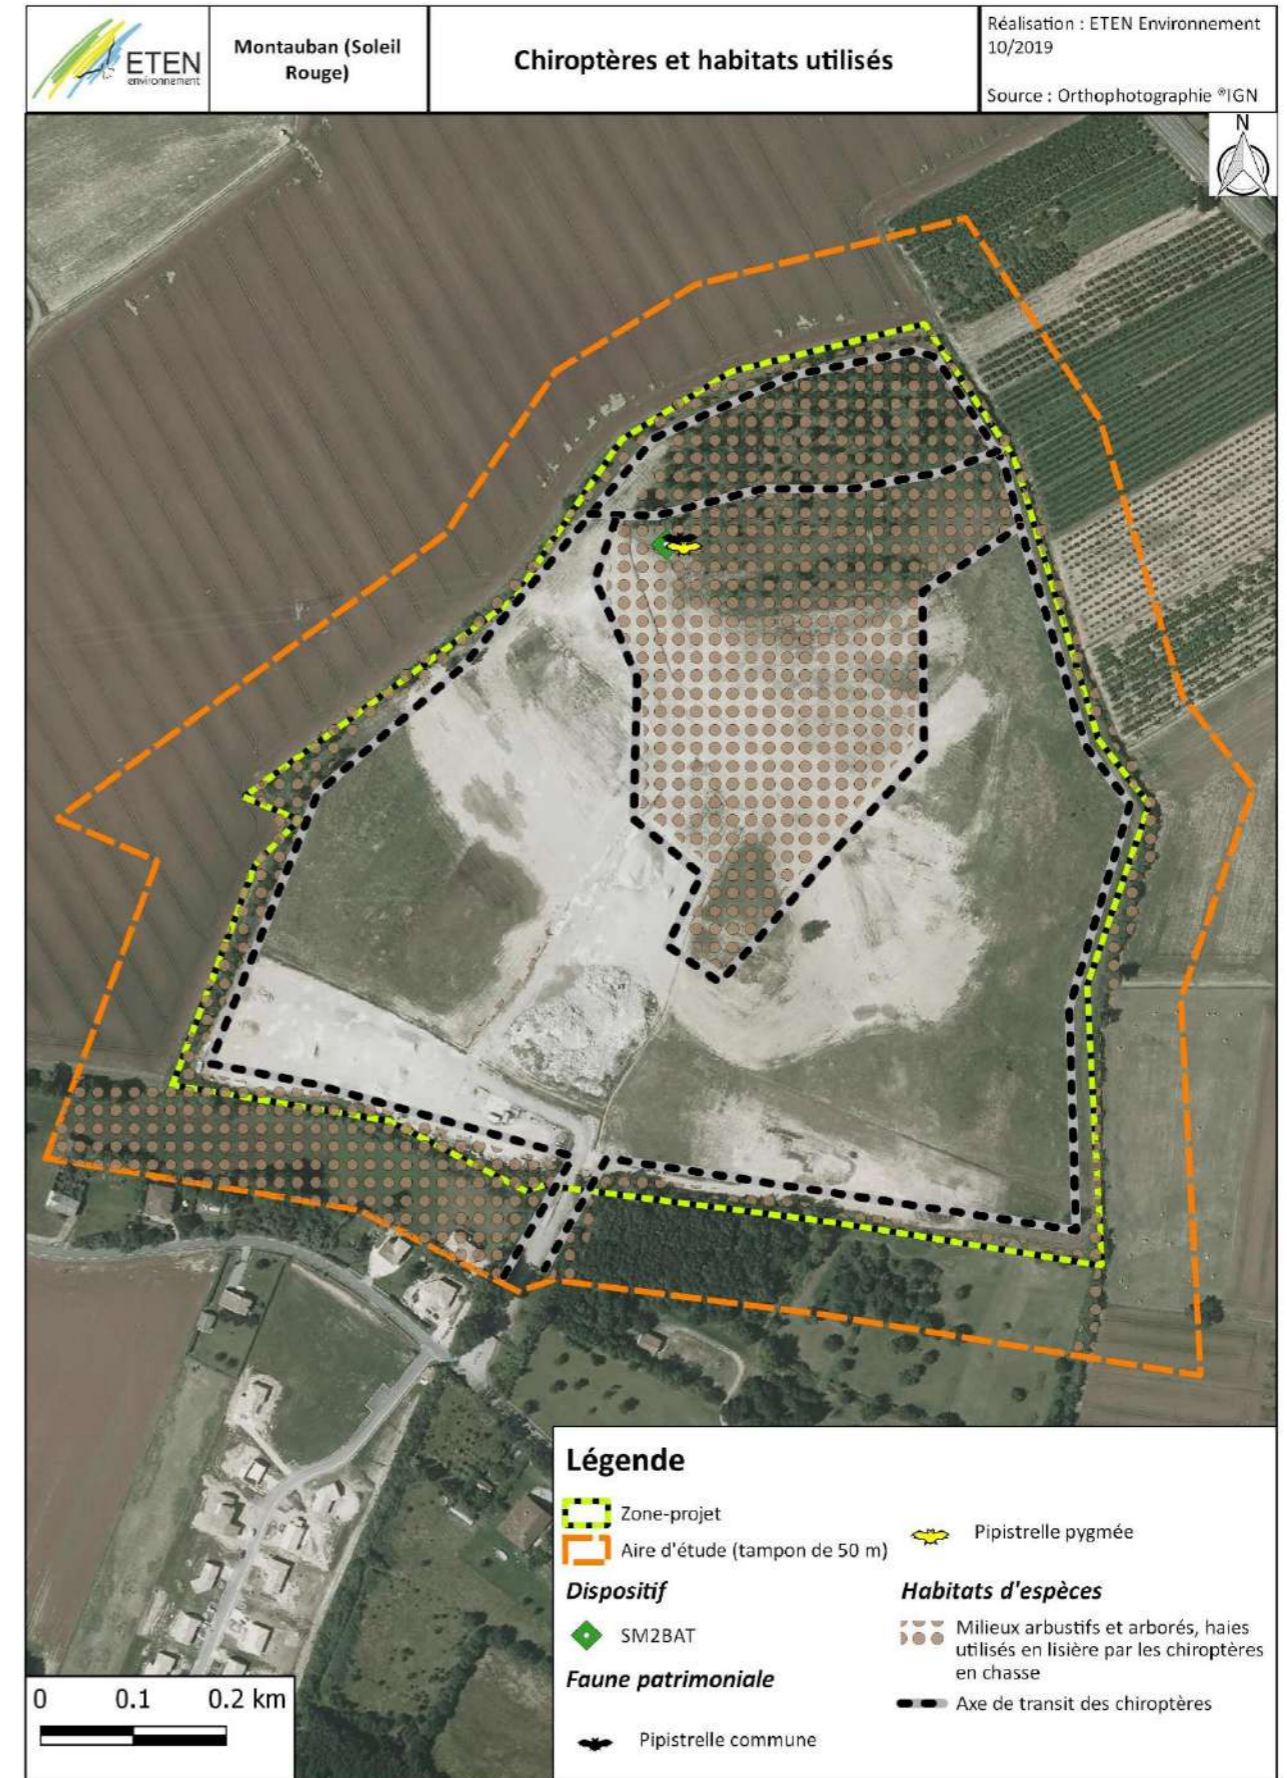 ETEN
environnement
Montauban (Soleil
Rouge)
Chiroptères et habitats utilisés
Réalisation : ETEN Environnement
10/2019
Source : Orthophotographie ®IGN
N
Légende
Zone-projet
Aire d'étude (tampon de 50 m)
Dispositif
SM2BAT
Faune patrimoniale
Pipistrelle commune
Pipistrelle pygmée
Habitats d'espèces
Milieux arbustifs et arborés, haies
utilisés en lisière par les chiroptères
en chasse
Axe de transit des chiroptères
0 0.1 0.2 km